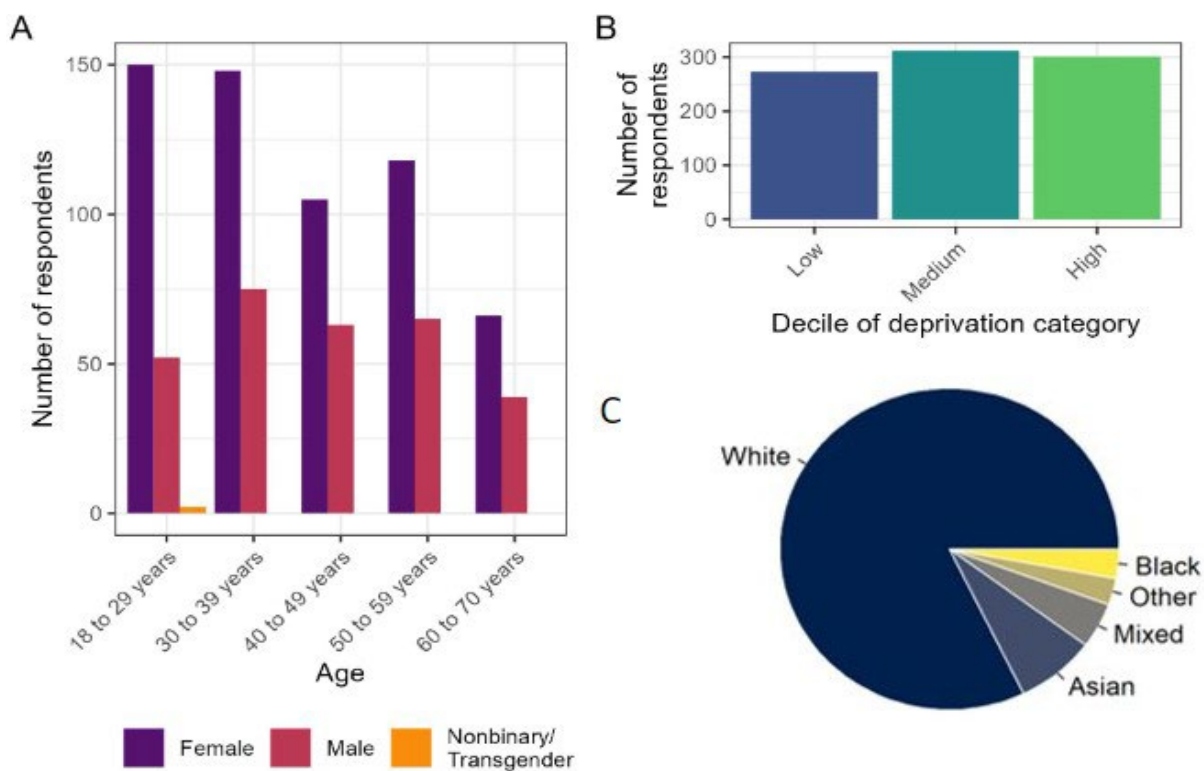 A
Number of respondents
150
100
50
0
18 to 29 years
30 to 39 years
40 to 49 years
50 to 59 years
60 to 70 years
Age
Female
Male
Nonbinary/
Transgender
B
Number of
respondents
300
200
100
0
Low
Medium
High
Decile of deprivation category
C
White
Black
Other
Mixed
Asian